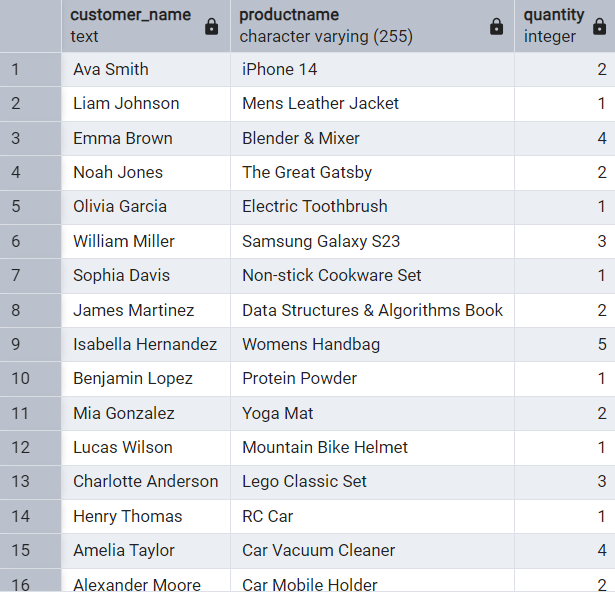 customer_name productname quantity
text character varying (255) integer
1 Ava Smith iPhone 14 2
2 Liam Johnson Mens Leather Jacket 1
3 Emma Brown Blender & Mixer 4
4 Noah Jones The Great Gatsby 2
5 Olivia Garcia Electric Toothbrush 1
6 William Miller Samsung Galaxy S23 3
7 Sophia Davis Non-stick Cookware Set 1
8 James Martinez Data Structures & Algorithms Book 2
9 Isabella Hernandez Womens Handbag 5
10 Benjamin Lopez Protein Powder 1
11 Mia Gonzalez Yoga Mat 2
12 Lucas Wilson Mountain Bike Helmet 1
13 Charlotte Anderson Lego Classic Set 3
14 Henry Thomas RC Car 1
15 Amelia Taylor Car Vacuum Cleaner 4
16 Alexander Moore Car Mobile Holder 2